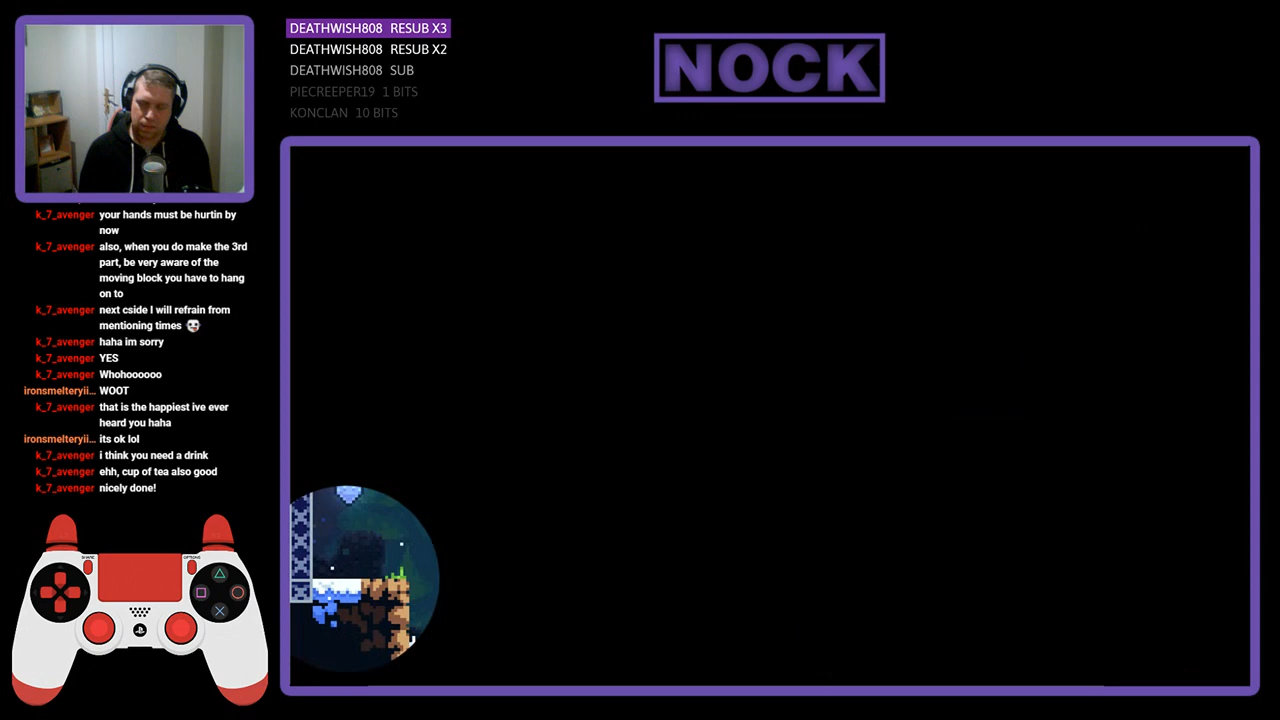 DEATHWISH808 RESUB X3
DEATHWISH808 RESUB X2
DEATHWISH808 SUB
PIECREEPER19 1 BITS
KONCLAN 10 BITS
NOCK
k_7_avenger your hands must be hurtin by
now
k_7_avenger also, when you do make the 3rd
part, be very aware of the
moving block you have to hang
on to
k_7_avenger next cside I will refrain from
mentioning times
k_7_avenger haha im sorry
k_7_avenger YES
k_7_avenger Whohoooooo
ironsmelteryii... WOOT
k_7_avenger that is the happiest ive ever
heard you haha
ironsmelteryii... its ok lol
k_7_avenger i think you need a drink
k_7_avenger ehh, cup of tea also good
k_7_avenger nicely done!
SHARE
OPTIONS